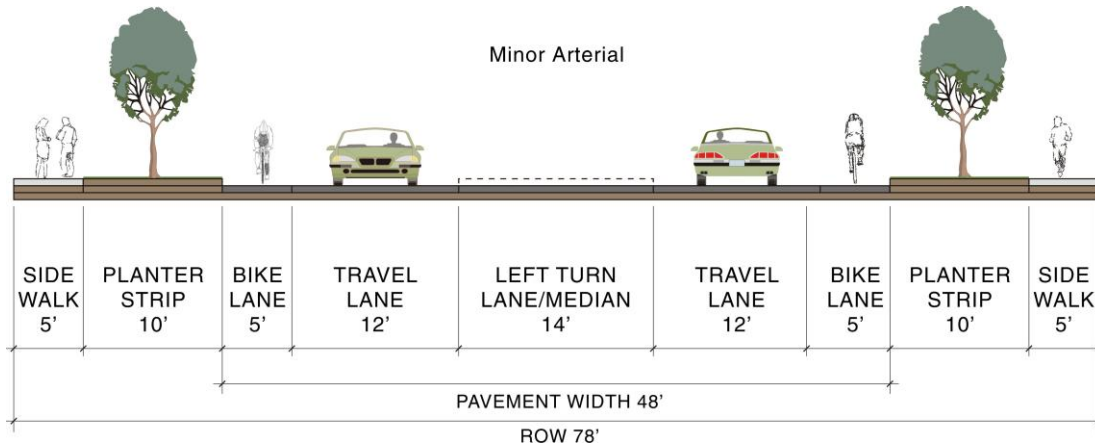 Minor Arterial
SIDE
WALK
5’
PLANTER
STRIP
10’
BIKE
LANE
5’
TRAVEL
LANE
12’
LEFT TURN
LANE/MEDIAN
14’
TRAVEL
LANE
12’
BIKE
LANE
5’
PLANTER
STRIP
10’
SIDE
WALK
5’
PAVEMENT WIDTH 48’
ROW 78’